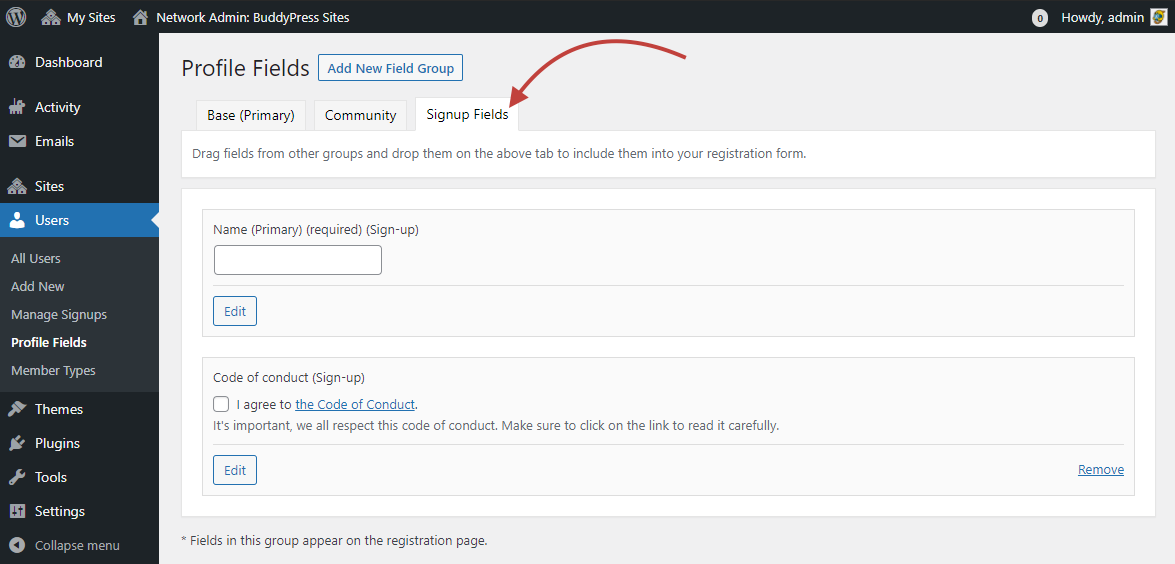 My Sites Network Admin: BuddyPress Sites 0 Howdy, admin
Dashboard
Activity
Emails
Sites
Users
All Users
Add New
Manage Signups
Profile Fields
Member Types
Themes
Plugins
Tools
Settings
Collapse menu
Profile Fields Add New Field Group
Base (Primary) Community Signup Fields
Drag fields from other groups and drop them on the above tab to include them into your registration form.
Name (Primary) (required) (Sign-up)
Edit
Code of conduct (Sign-up)
I agree to the Code of Conduct.
It's important, we all respect this code of conduct. Make sure to click on the link to read it carefully.
Edit Remove
* Fields in this group appear on the registration page.